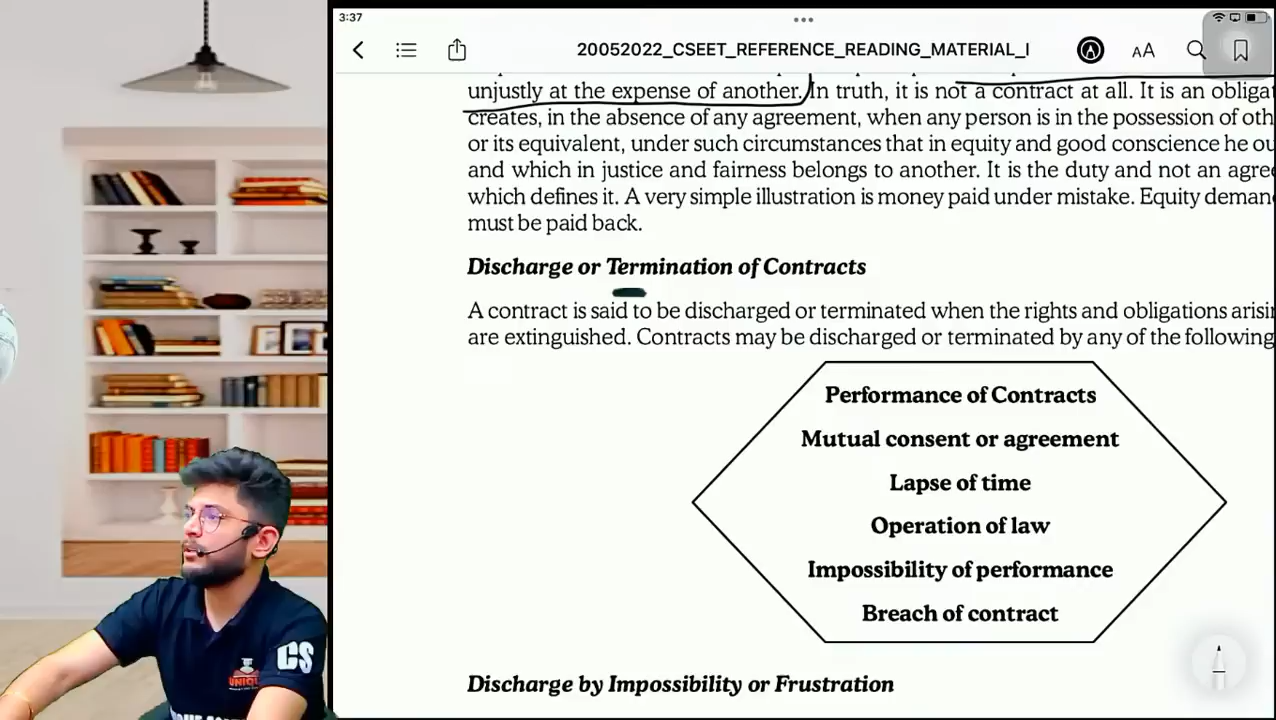 3:37
20052022_CSEET_REFERENCE_READING_MATERIAL_I
AA
unjustly at the expense of another. In truth, it is not a contract at all. It is an obligat
creates, in the absence of any agreement, when any person is in the possession of oth
or its equivalent, under such circumstances that in equity and good conscience he ou
and which in justice and fairness belongs to another. It is the duty and not an agree
which defines it. A very simple illustration is money paid under mistake. Equity deman
must be paid back.
Discharge or Termination of Contracts
A contract is said to be discharged or terminated when the rights and obligations arisin
are extinguished. Contracts may be discharged or terminated by any of the following
Performance of Contracts
Mutual consent or agreement
Lapse of time
Operation of law
Impossibility of performance
Breach of contract
Discharge by Impossibility or Frustration
CS